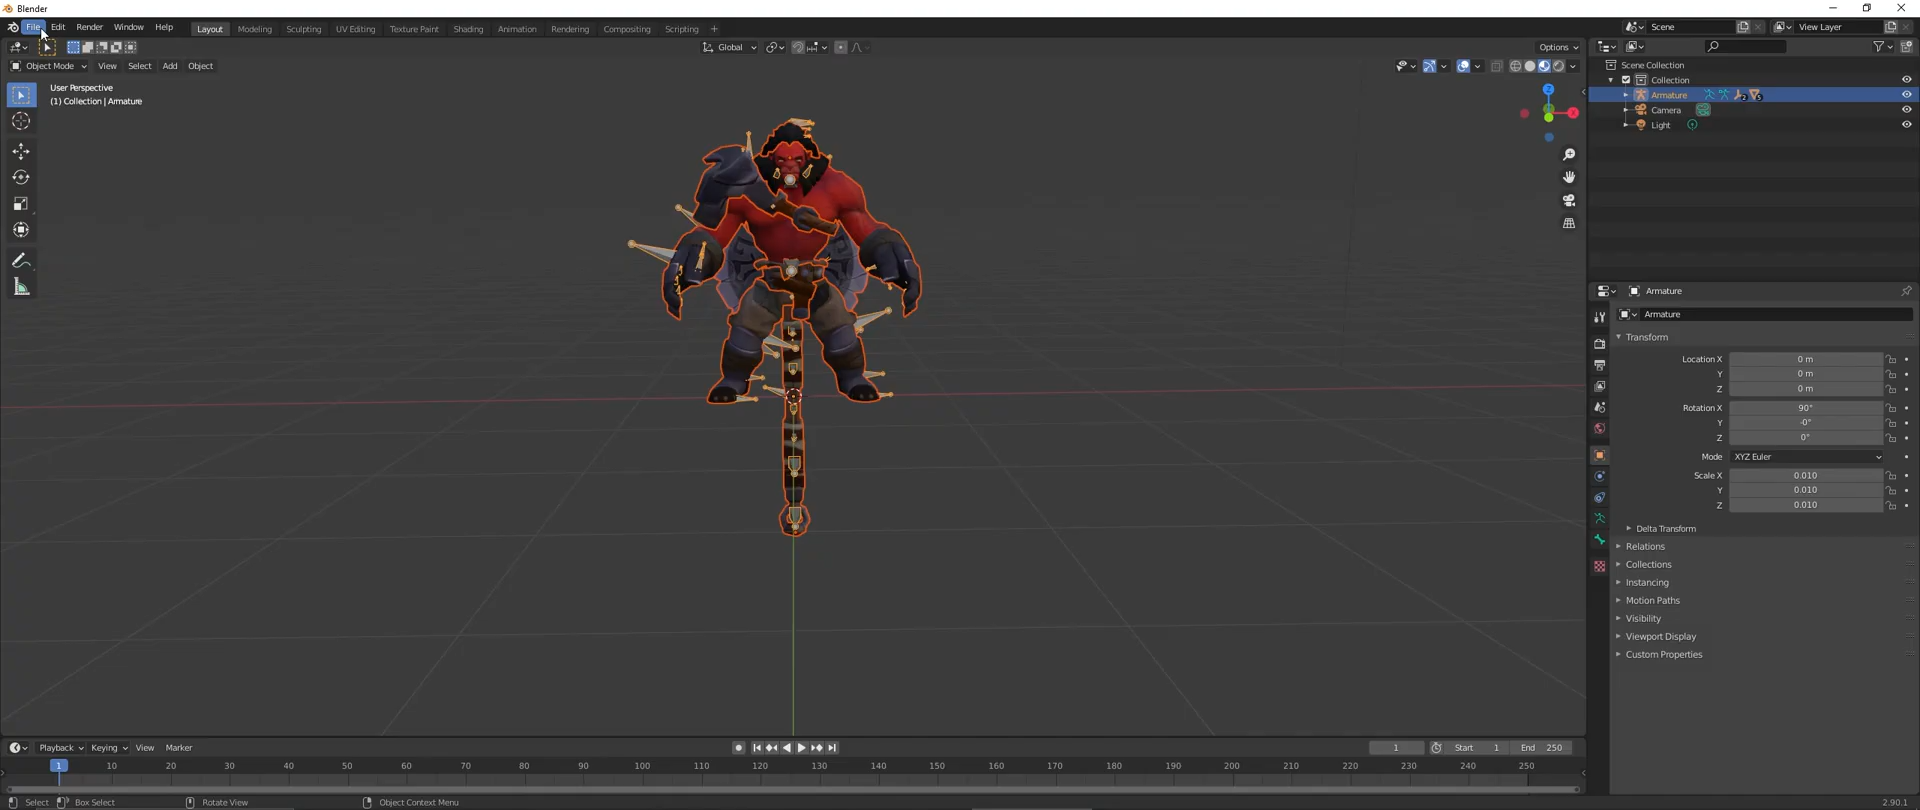 Blender
File Edit Render Window Help Layout Modeling Sculpting UV Editing Texture Paint Shading Animation Rendering Compositing Scripting + Scene View Layer
Global Options
Object Mode View Select Add Object
User Perspective
(1) Collection | Armature
Z
X
Scene Collection
Collection
Armature 2 5
Camera
Light
Armature
Armature
Transform
Location X 0 m
Y 0 m
Z 0 m
Rotation X 90°
Y -0°
Z 0°
Mode XYZ Euler
Scale X 0.010
Y 0.010
Z 0.010
Delta Transform
Relations
Collections
Instancing
Motion Paths
Visibility
Viewport Display
Custom Properties
Playback Keying View Marker 1 Start 1 End 250
1 10 20 30 40 50 60 70 80 90 100 110 120 130 140 150 160 170 180 190 200 210 220 230 240 250
Select Box Select Rotate View Object Context Menu 2.90.1